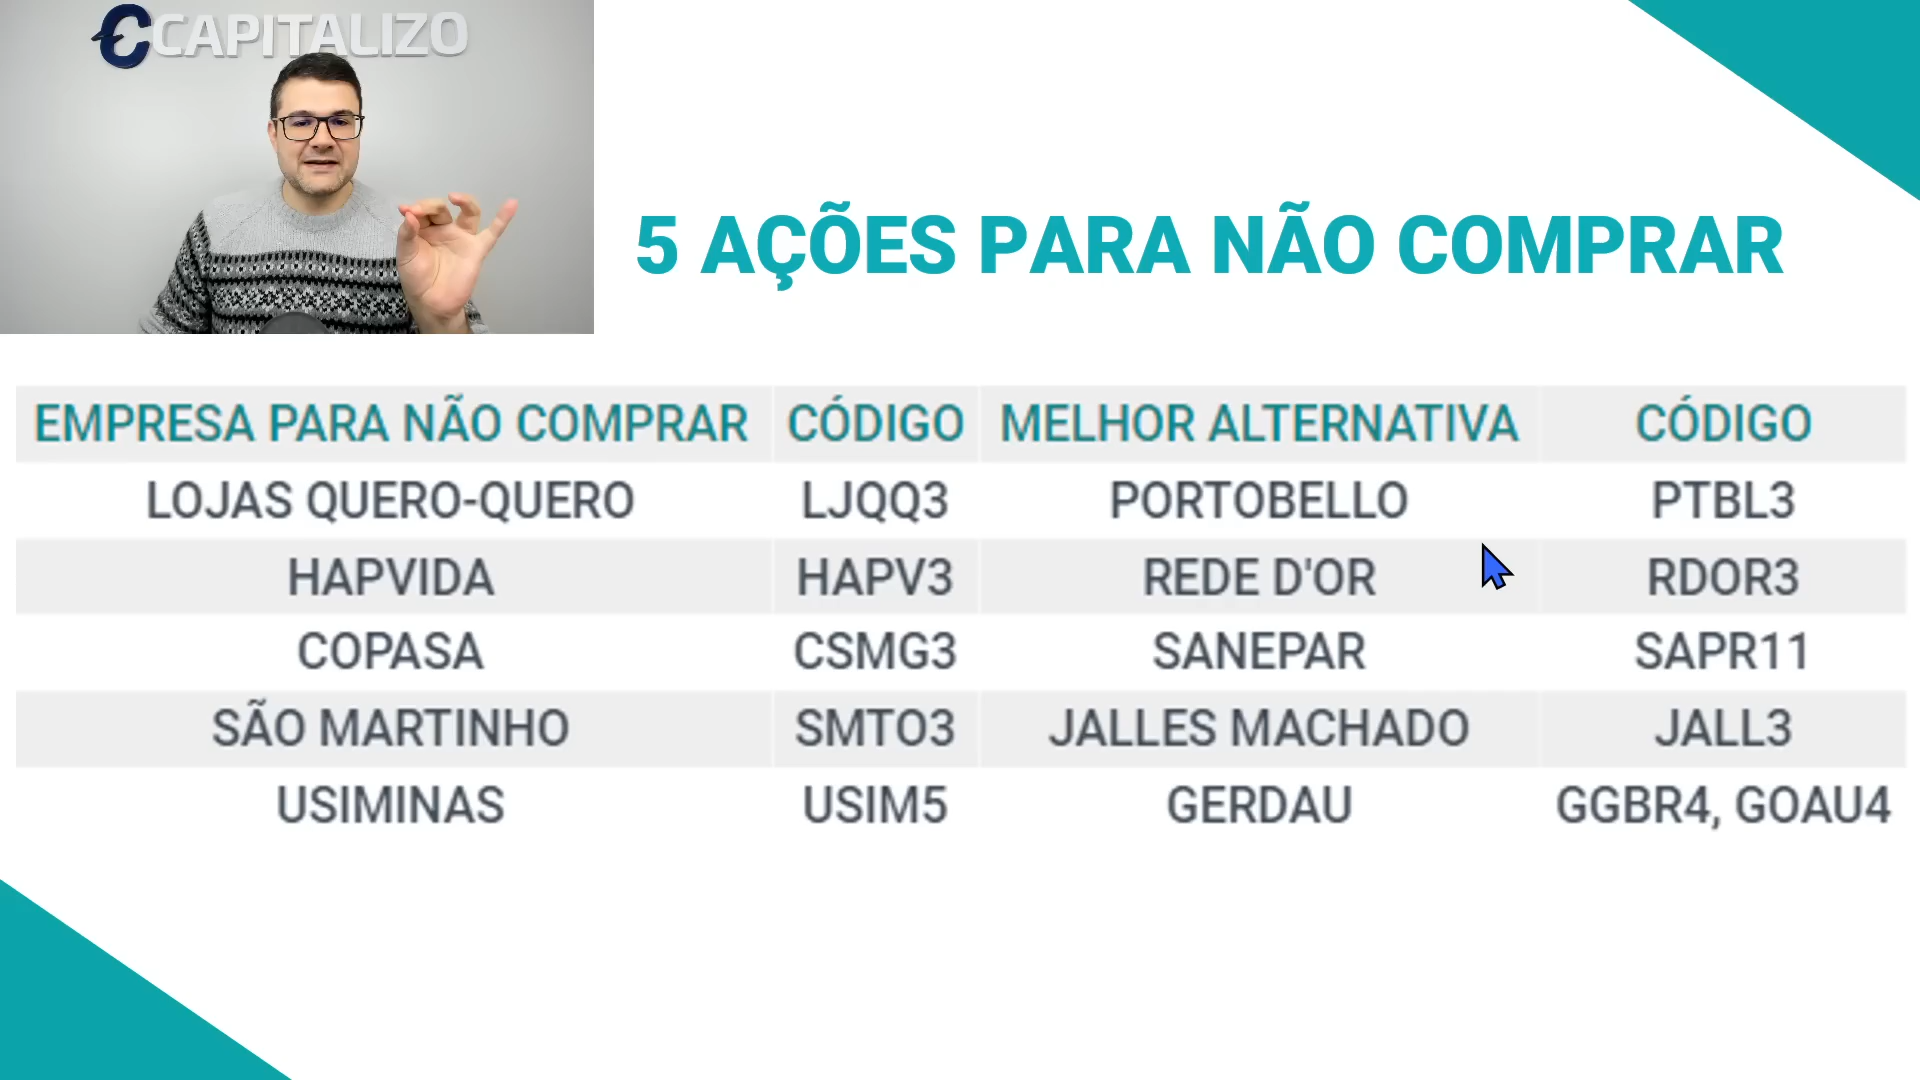 CAPITALIZO
5 AÇÕES PARA NÃO COMPRAR
EMPRESA PARA NÃO COMPRAR CÓDIGO MELHOR ALTERNATIVA CÓDIGO
LOJAS QUERO-QUERO LJQQ3 PORTOBELLO PTBL3
HAPVIDA HAPV3 REDE D'OR RDOR3
COPASA CSMG3 SANEPAR SAPR11
SÃO MARTINHO SMTO3 JALLES MACHADO JALL3
USIMINAS USIM5 GERDAU GGBR4, GOAU4